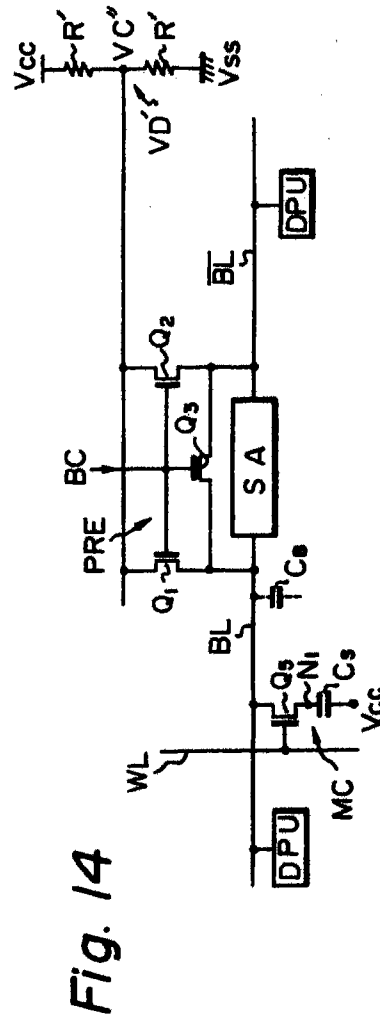 Vcc
R'
VC"
R'
VD'
Vss
BC
PRE
Q1
Q2
Q3
SA
BL
B̅L̅
CB
DPU
WL
Q5
N1
Cs
MC
Vcc
DPU
Fig. 14